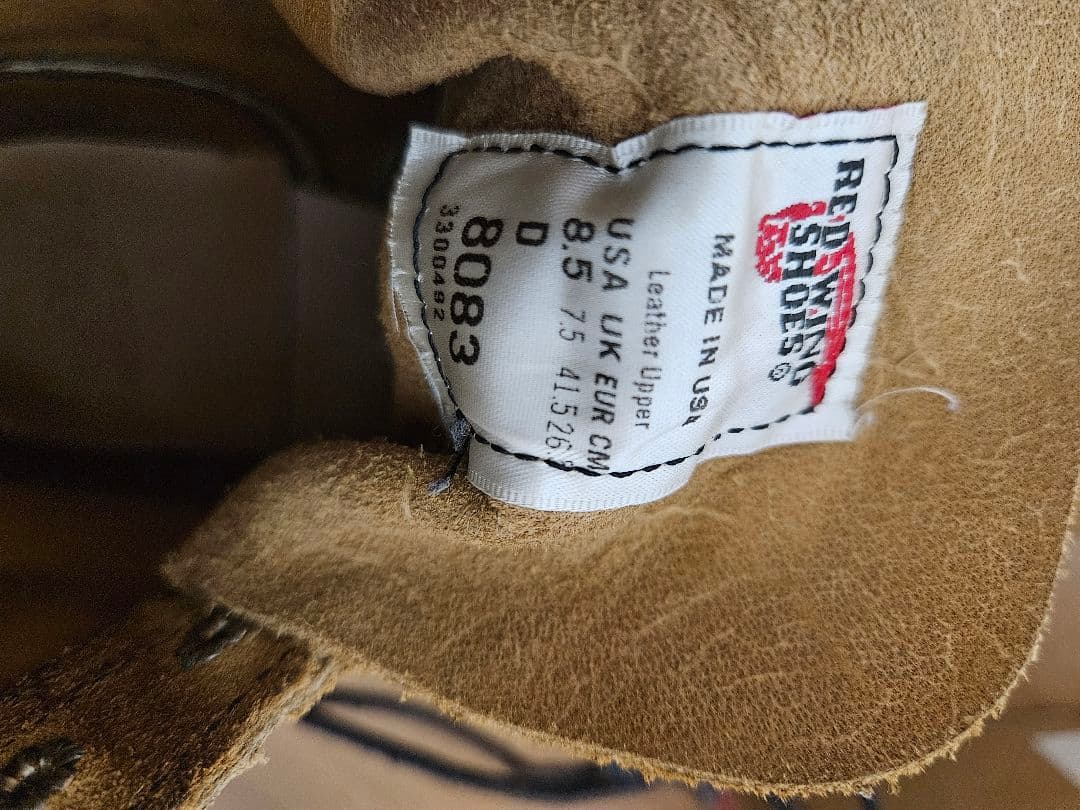 RED WING
SHOES®
MADE IN USA
Leather Upper
USA UK EUR CM
8.5 7.5 41.5 26
D
8083
3300492